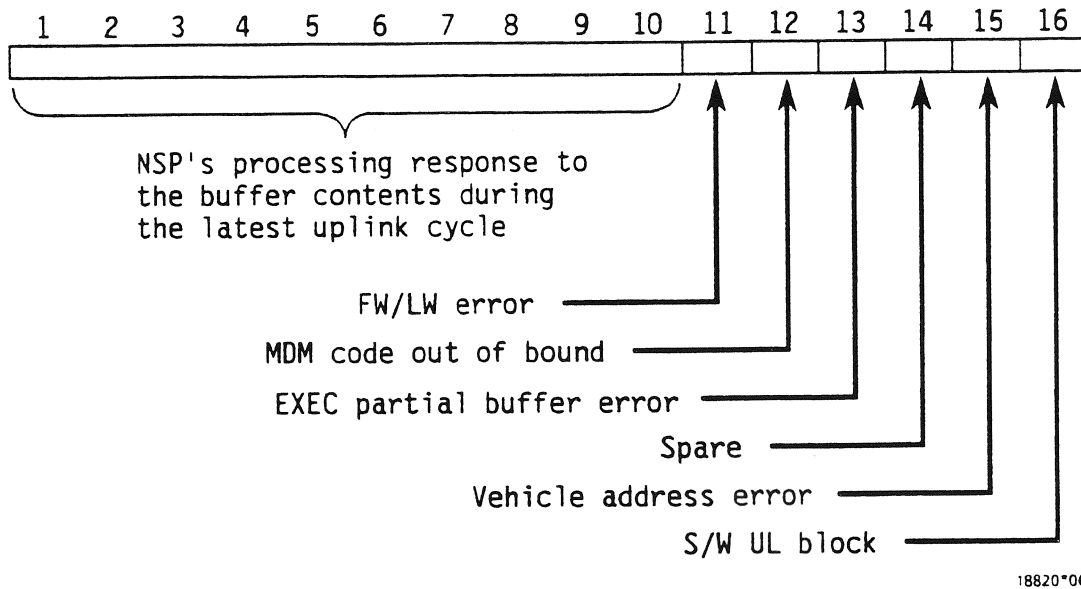 1 2 3 4 5 6 7 8 9 10 11 12 13 14 15 16
NSP's processing response to
the buffer contents during
the latest uplink cycle
FW/LW error
MDM code out of bound
EXEC partial buffer error
Spare
Vehicle address error
S/W UL block